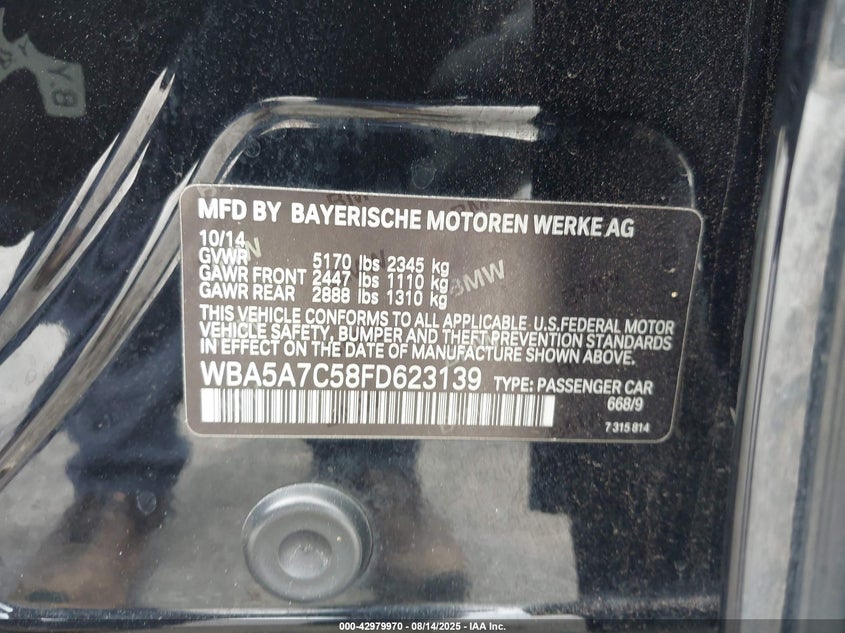 MFD BY BAYERISCHE MOTOREN WERKE AG
10/14
GVWR 5170 lbs 2345 kg
GAWR FRONT 2447 lbs 1110 kg
GAWR REAR 2888 lbs 1310 kg
THIS VEHICLE CONFORMS TO ALL APPLICABLE U.S.FEDERAL MOTOR
VEHICLE SAFETY, BUMPER AND THEFT PREVENTION STANDARDS
IN EFFECT ON THE DATE OF MANUFACTURE SHOWN ABOVE.
WBA5A7C58FD623139 TYPE: PASSENGER CAR
668/9
7 315 814
BMW
000-42979970 - 08/14/2025 - IAA Inc.